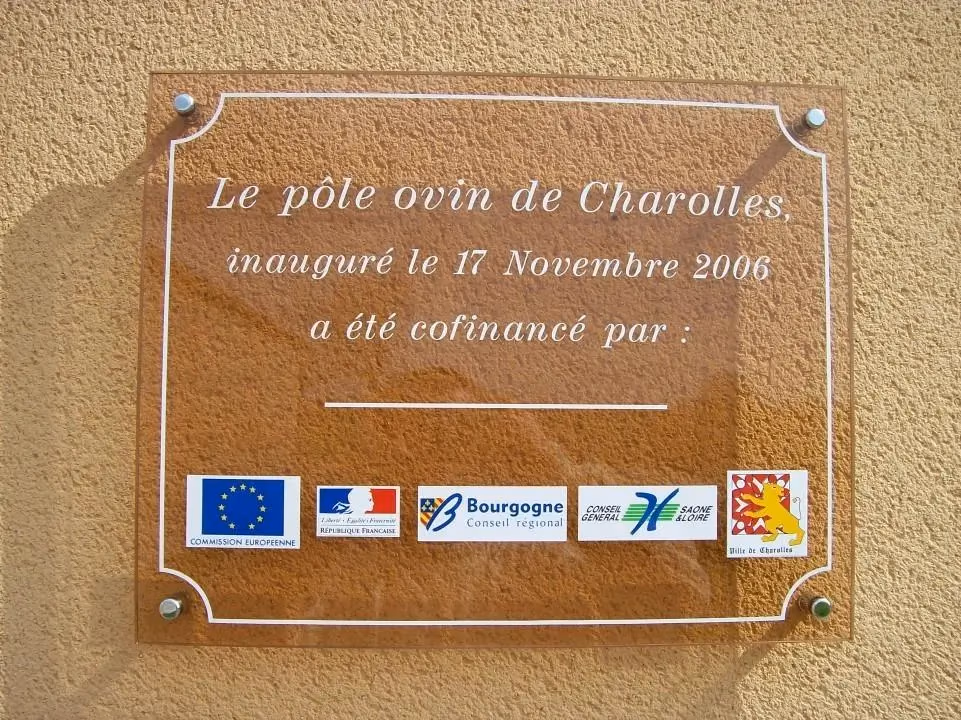 Le pôle ovin de Charolles,
inauguré le 17 Novembre 2006
a été cofinancé par :
COMMISSION EUROPEENNE
Liberté • Égalité • Fraternité
RÉPUBLIQUE FRANÇAISE
Bourgogne
Conseil régional
CONSEIL GENERAL
SAONE & LOIRE
Ville de Charolles